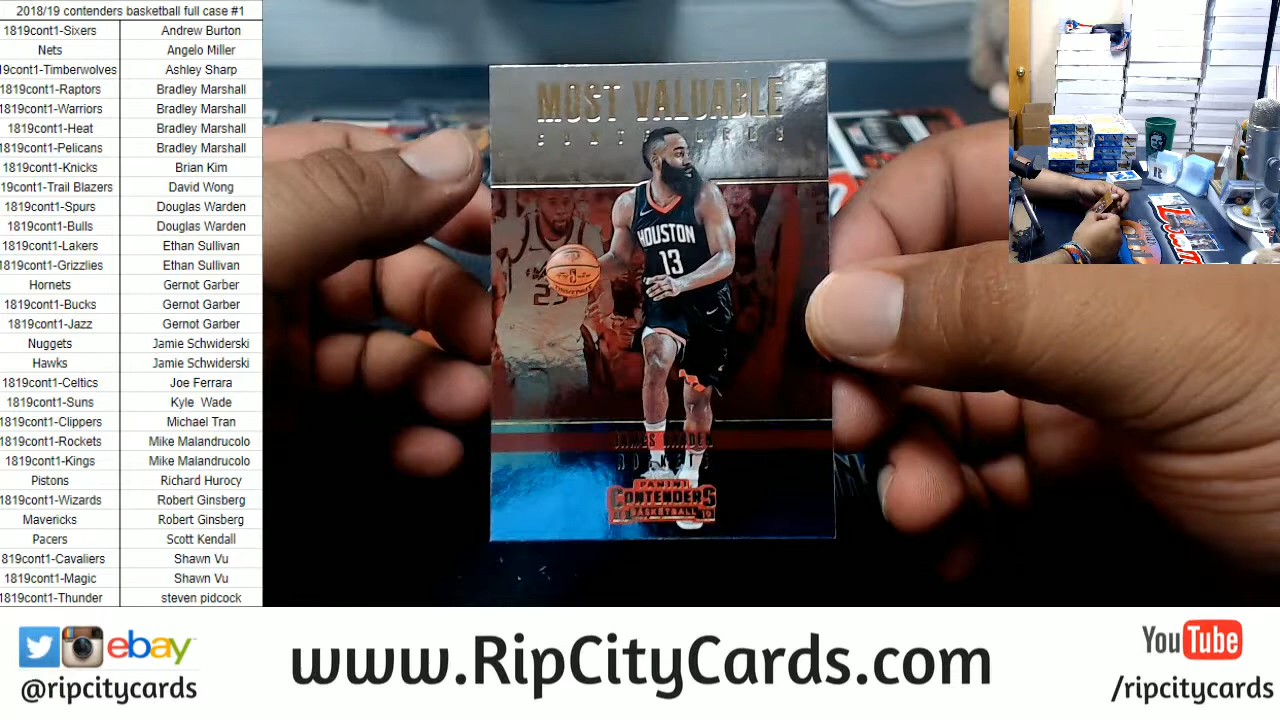 2018/19 contenders basketball full case #1
1819cont1-Sixers Andrew Burton
Nets Angelo Miller
19cont1-Timberwolves Ashley Sharp
1819cont1-Raptors Bradley Marshall
1819cont1-Warriors Bradley Marshall
1819cont1-Heat Bradley Marshall
1819cont1-Pelicans Bradley Marshall
1819cont1-Knicks Brian Kim
19cont1-Trail Blazers David Wong
1819cont1-Spurs Douglas Warden
1819cont1-Bulls Douglas Warden
1819cont1-Lakers Ethan Sullivan
1819cont1-Grizzlies Ethan Sullivan
Hornets Gernot Garber
1819cont1-Bucks Gernot Garber
1819cont1-Jazz Gernot Garber
Nuggets Jamie Schwiderski
Hawks Jamie Schwiderski
1819cont1-Celtics Joe Ferrara
1819cont1-Suns Kyle Wade
1819cont1-Clippers Michael Tran
1819cont1-Rockets Mike Malandrucolo
1819cont1-Kings Mike Malandrucolo
Pistons Richard Hurocy
1819cont1-Wizards Robert Ginsberg
Mavericks Robert Ginsberg
Pacers Scott Kendall
819cont1-Cavaliers Shawn Vu
1819cont1-Magic Shawn Vu
1819cont1-Thunder steven pidcock
MOST VALUABLE
CONTENDERS
HOUSTON
13
23
JAMES HARDEN
ROCKETS
PANINI
CONTENDERS
BASKETBALL
ebay
@ripcitycards
www.RipCityCards.com
YouTube
/ripcitycards